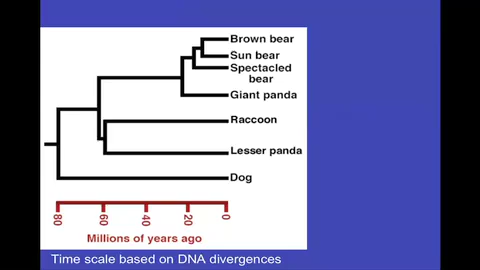 Brown bear
Sun bear
Spectacled
bear
Giant panda
Raccoon
Lesser panda
Dog
80 60 40 20 0
Millions of years ago
Time scale based on DNA divergences